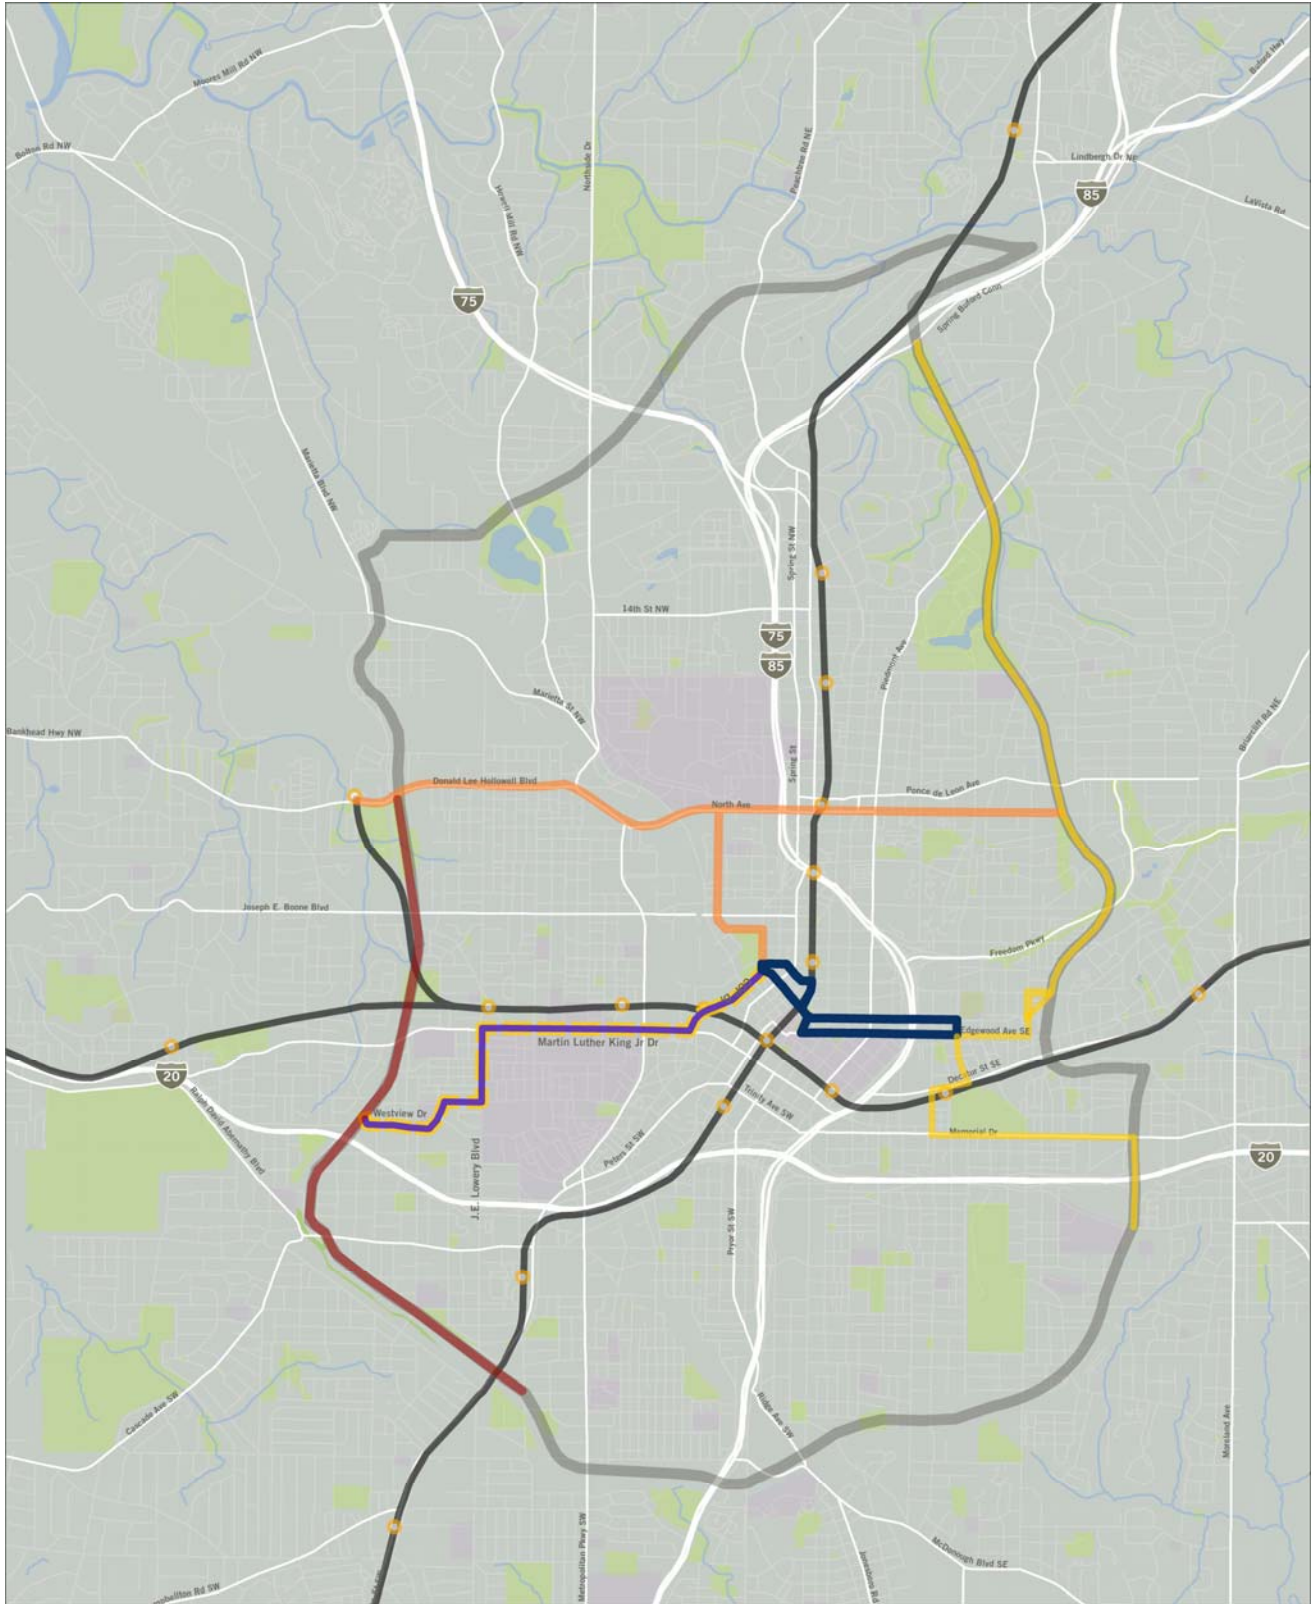 Moores Mill Rd NW
Buford Hwy
Bolton Rd NW
Northside Dr
Peachtree Rd NE
Lindbergh Dr NE
85
LaVista Rd
Howell Mill Rd NW
75
Spring Buford Conn
Marietta Blvd NW
Spring St NW
14th St NW
75
85
Piedmont Ave
Marietta St NW
Bankhead Hwy NW
Briarcliff Rd NE
Spring St
Donald Lee Hollowell Blvd
Ponce de Leon Ave
North Ave
Joseph E. Boone Blvd
Freedom Pkwy
Edgewood Ave SE
Martin Luther King Jr Dr
20
Decatur St SE
Ralph David Abernathy Blvd
Westview Dr
Trinity Ave SW
Memorial Dr
Peters St SW
J.E. Lowery Blvd
20
Pryor St SW
Cascade Ave SW
Ridge Ave SW
Moreland Ave
Metropolitan Pkwy SW
McDonough Blvd SE
Jonesboro Rd
mpbellton Rd SW